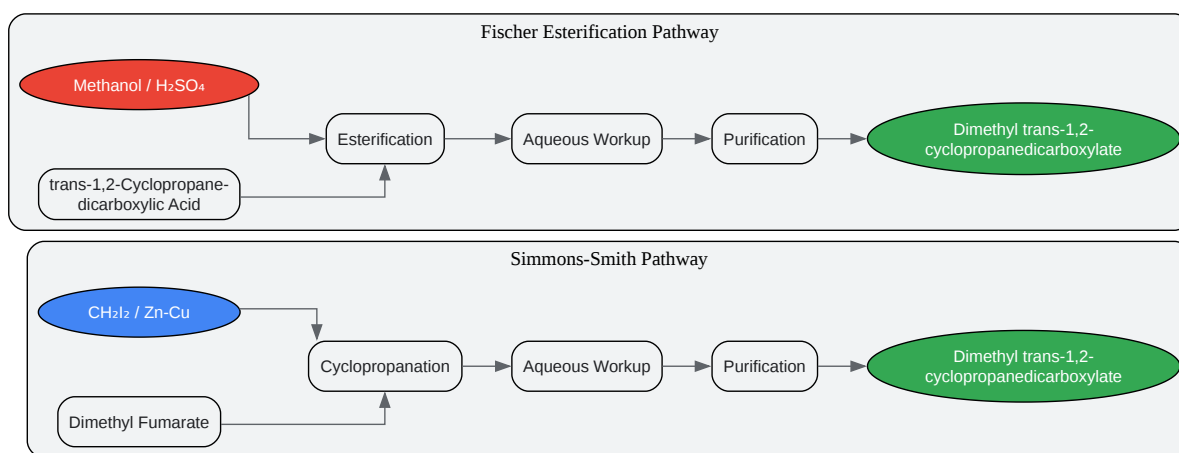 Fischer Esterification Pathway
Methanol / H₂SO₄
Esterification
Aqueous Workup
Purification
Dimethyl trans-1,2-
cyclopropanedicarboxylate
trans-1,2-Cyclopropane-
dicarboxylic Acid
Simmons-Smith Pathway
CH₂I₂ / Zn-Cu
Cyclopropanation
Aqueous Workup
Purification
Dimethyl trans-1,2-
cyclopropanedicarboxylate
Dimethyl Fumarate